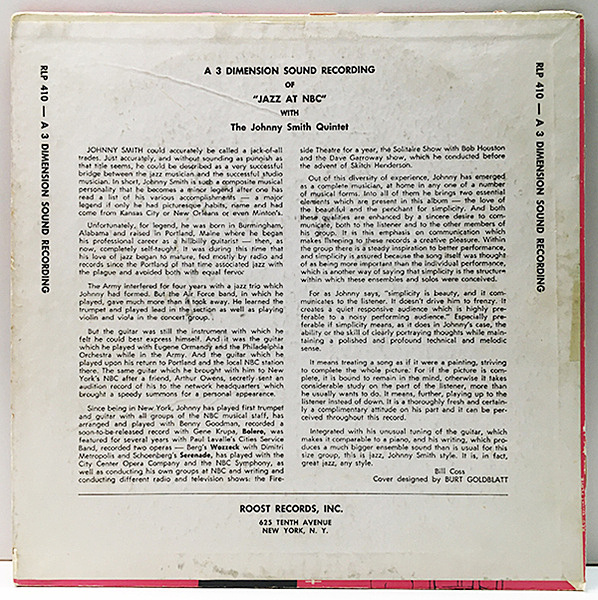 A 3 DIMENSION SOUND RECORDING
OF
"JAZZ AT NBC"
WITH
The Johnny Smith Quintet
RLP 410 — A 3 DIMENSION SOUND RECORDING
JOHNNY SMITH could accurately be called a jack-of-all
trades. Just accurately, and without sounding as punnish as
that title seems, he could be described as a very successful
bridge between the jazz musician and the successful studio
musician. In short, Johnny Smith is such a composite musical
personality that he becomes a minor legend after one has
read a list of his various accomplishments — a major
legend if only he had picturesque habits, name and had
come from Kansas City or New Orleans or even Minton's.
Unfortunately, for legend, he was born in Burmingham,
Alabama and raised in Portland, Maine where he began
his professional career as a hillbilly guitarist — then, as
now, completely self-taught. It was during this time that
his love of jazz began to mature, fed mostly by radio and
records since the Portland of that time associated jazz with
the plague and avoided both with equal fervor
The Army interfered for four years with a jazz trio which
Johnny had formed. But the Air Force band, in which he
played, gave much more than it took away. He learned the
trumpet and played lead in the section as well as playing
violin and viola in the concert group.
But the guitar was still the instrument with which he
felt he could best express himself. And it was the guitar
which he played with Eugene Ormandy and the Philadelphia
Orchestra while in the Army. And the guitar which he
played upon his return to Portland and the local NBC station
there. The same guitar which he brought with him to New
York's NBC after a friend, Arthur Owens, secretly sent an
audition record of his to the network headquarters which
brought a speedy summons for a personal appearance.
Since being in New York, Johnny has played first trumpet
and guitar with all groups of the NBC musical staff, has
arranged and played with Benny Goodman, recorded a
soon-to-be-released record with Gene Krupa, Bolero, was
featured for several years with Paul Lavalle's Cities Service
Band, recorded two operas — Berg's Wozzeck with Dimitri
Metropolis and Schoenberg's Serenade, has played with the
City Center Opera Company and the NBC Symphony, as
well as conducting his own groups at NBC and writing and
conducting different radio and television shows: the Fire-
side Theatre for a year, the Solitaire Show with Bob Houston
and the Dave Garroway show, which he conducted before
the advent of Skitch Henderson.
Out of this diversity of experience, Johnny has emerged
as a complete musician, at home in any one of a number
of musical forms. Into all of them he brings two essential
elements which are present in this album — the love of
the beautiful and the penchant for simplicity. And both
these qualities are enhanced by a sincere desire to com-
municate, both to the listener and to the other members of
his group. It is this emphasis on communication which
makes listening to these records a creative pleasure. Within
the group there is a steady inspiration to better performance,
and simplicity is assured because the song itself was thought
of as being more important than the individual performance,
which is another way of saying that simplicity is the structure
within which these ensembles and solos were conceived.
For as Johnny says, "simplicity is beauty, and it com-
municates to the learned. It doesn't drive him to frenzy. It
creates a quiet responsive audience which is highly pre-
ferable to a noisy performing audience." Especially pre-
ferable if simplicity means, as it does in Johnny's case, the
ability or the skill of clearly portraying thoughts while main-
taining a polished and profound technical and melodic
sense.
It means treating a song as if it were a painting, striving
to complete the whole picture. For if the picture is com-
plete, it is bound to remain in the mind, otherwise it takes
considerable study on the part of the listener, more than
he usually wants to do. It means, further, playing up to the
listener instead of down. It is a thoroughly fresh and certain-
ly a complimentary attitude on his part and it can be per-
ceived throughout this record.
Integrated with his unusual tuning of the guitar, which
makes it comparable to a piano, and his writing, which pro-
duces a much bigger ensemble sound than is usual for this
size group, this is jazz, Johnny Smith style. It is, in fact,
great jazz, any style.
Bill Coss
Cover designed by BURT GOLDBLATT
RLP 410 — A 3 DIMENSION SOUND RECORDING
ROOST RECORDS, INC.
625 TENTH AVENUE
NEW YORK, N. Y.